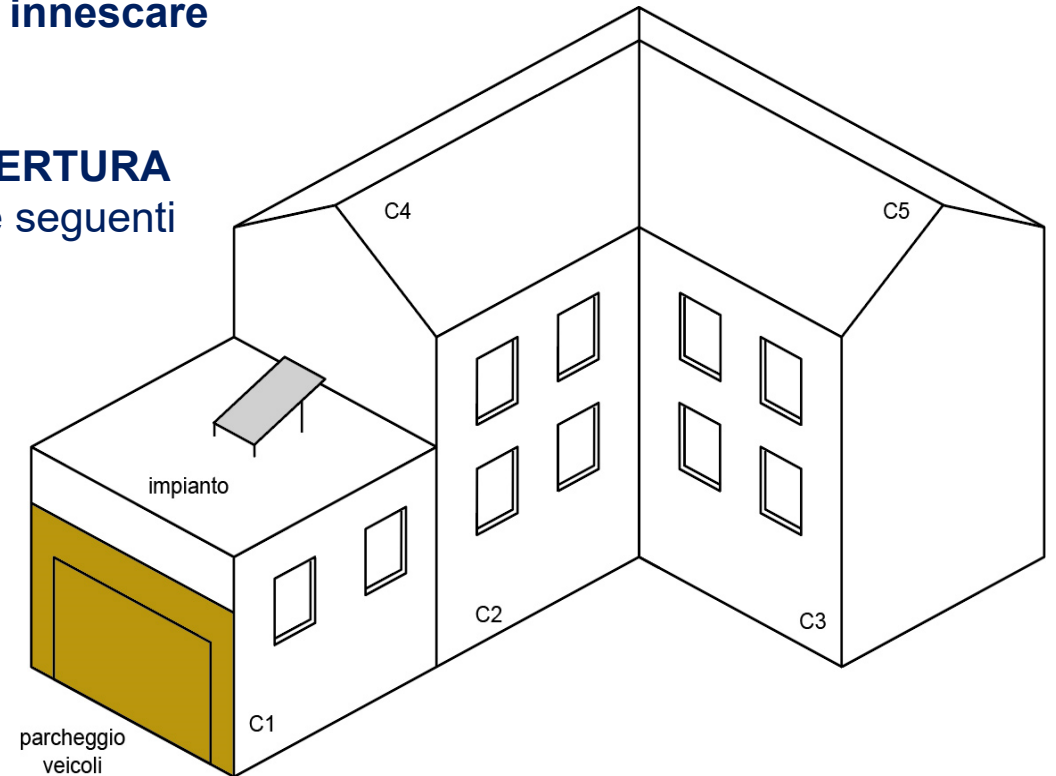 innescare
ERTURA
seguenti
C4
C5
impianto
C2
C3
C1
parcheggio
veicoli